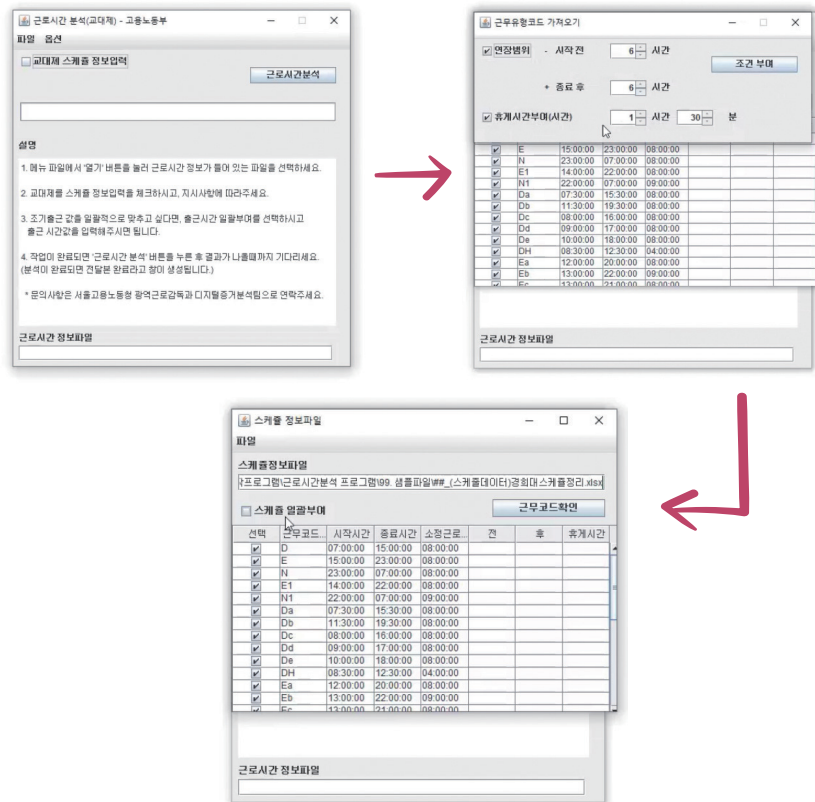 근로시간 분석(교대제) - 고용노동부
파일 옵션
교대제 스케쥴 정보입력
근로시간분석
설명
1. 메뉴 파일에서 '열기' 버튼을 눌러 근로시간 정보가 들어 있는 파일을 선택하세요.
2. 교대제를 스케쥴 정보입력을 체크하시고, 지시사항에 따라주세요.
3. 조기출근 값을 일괄적으로 맞추고 싶다면, 출근시간 일괄부여를 선택하시고
출근 시간값을 입력해주시면 됩니다.
4. 작업이 완료되면 '근로시간 분석' 버튼을 누른 후 결과가 나올때까지 기다리세요.
(분석이 완료되면 전달본 완료라고 창이 생성됩니다.)
* 문의사항은 서울고용노동청 광역근로감독과 디지털증거분석팀으로 연락주세요.
근로시간 정보파일
근무유형코드 가져오기
연장범위 - 시작 전 6 시간
조건 부여
+ 종료 후 6 시간
휴게시간부여(시간) 1 시간 30 분
E 15:00:00 23:00:00 08:00:00
N 23:00:00 07:00:00 08:00:00
E1 14:00:00 22:00:00 08:00:00
N1 22:00:00 07:00:00 09:00:00
Da 07:30:00 15:30:00 08:00:00
Db 11:30:00 19:30:00 08:00:00
Dc 08:00:00 16:00:00 08:00:00
Dd 09:00:00 17:00:00 08:00:00
De 10:00:00 18:00:00 08:00:00
DH 08:30:00 12:30:00 04:00:00
Ea 12:00:00 20:00:00 08:00:00
Eb 13:00:00 22:00:00 09:00:00
Ec 13:00:00 21:00:00 08:00:00
근로시간 정보파일
스케쥴 정보파일
파일
스케쥴정보파일
프로그램\근로시간분석 프로그램\99. 샘플파일\##_(스케줄데이터)경희대스케쥴정리.xlsx
스케쥴 일괄부여
근무코드확인
선택 근무코드... 시작시간 종료시간 소정근로... 전 후 휴게시간
D 07:00:00 15:00:00 08:00:00
E 15:00:00 23:00:00 08:00:00
N 23:00:00 07:00:00 08:00:00
E1 14:00:00 22:00:00 08:00:00
N1 22:00:00 07:00:00 09:00:00
Da 07:30:00 15:30:00 08:00:00
Db 11:30:00 19:30:00 08:00:00
Dc 08:00:00 16:00:00 08:00:00
Dd 09:00:00 17:00:00 08:00:00
De 10:00:00 18:00:00 08:00:00
DH 08:30:00 12:30:00 04:00:00
Ea 12:00:00 20:00:00 08:00:00
Eb 13:00:00 22:00:00 09:00:00
Ec 13:00:00 21:00:00 08:00:00
근로시간 정보파일